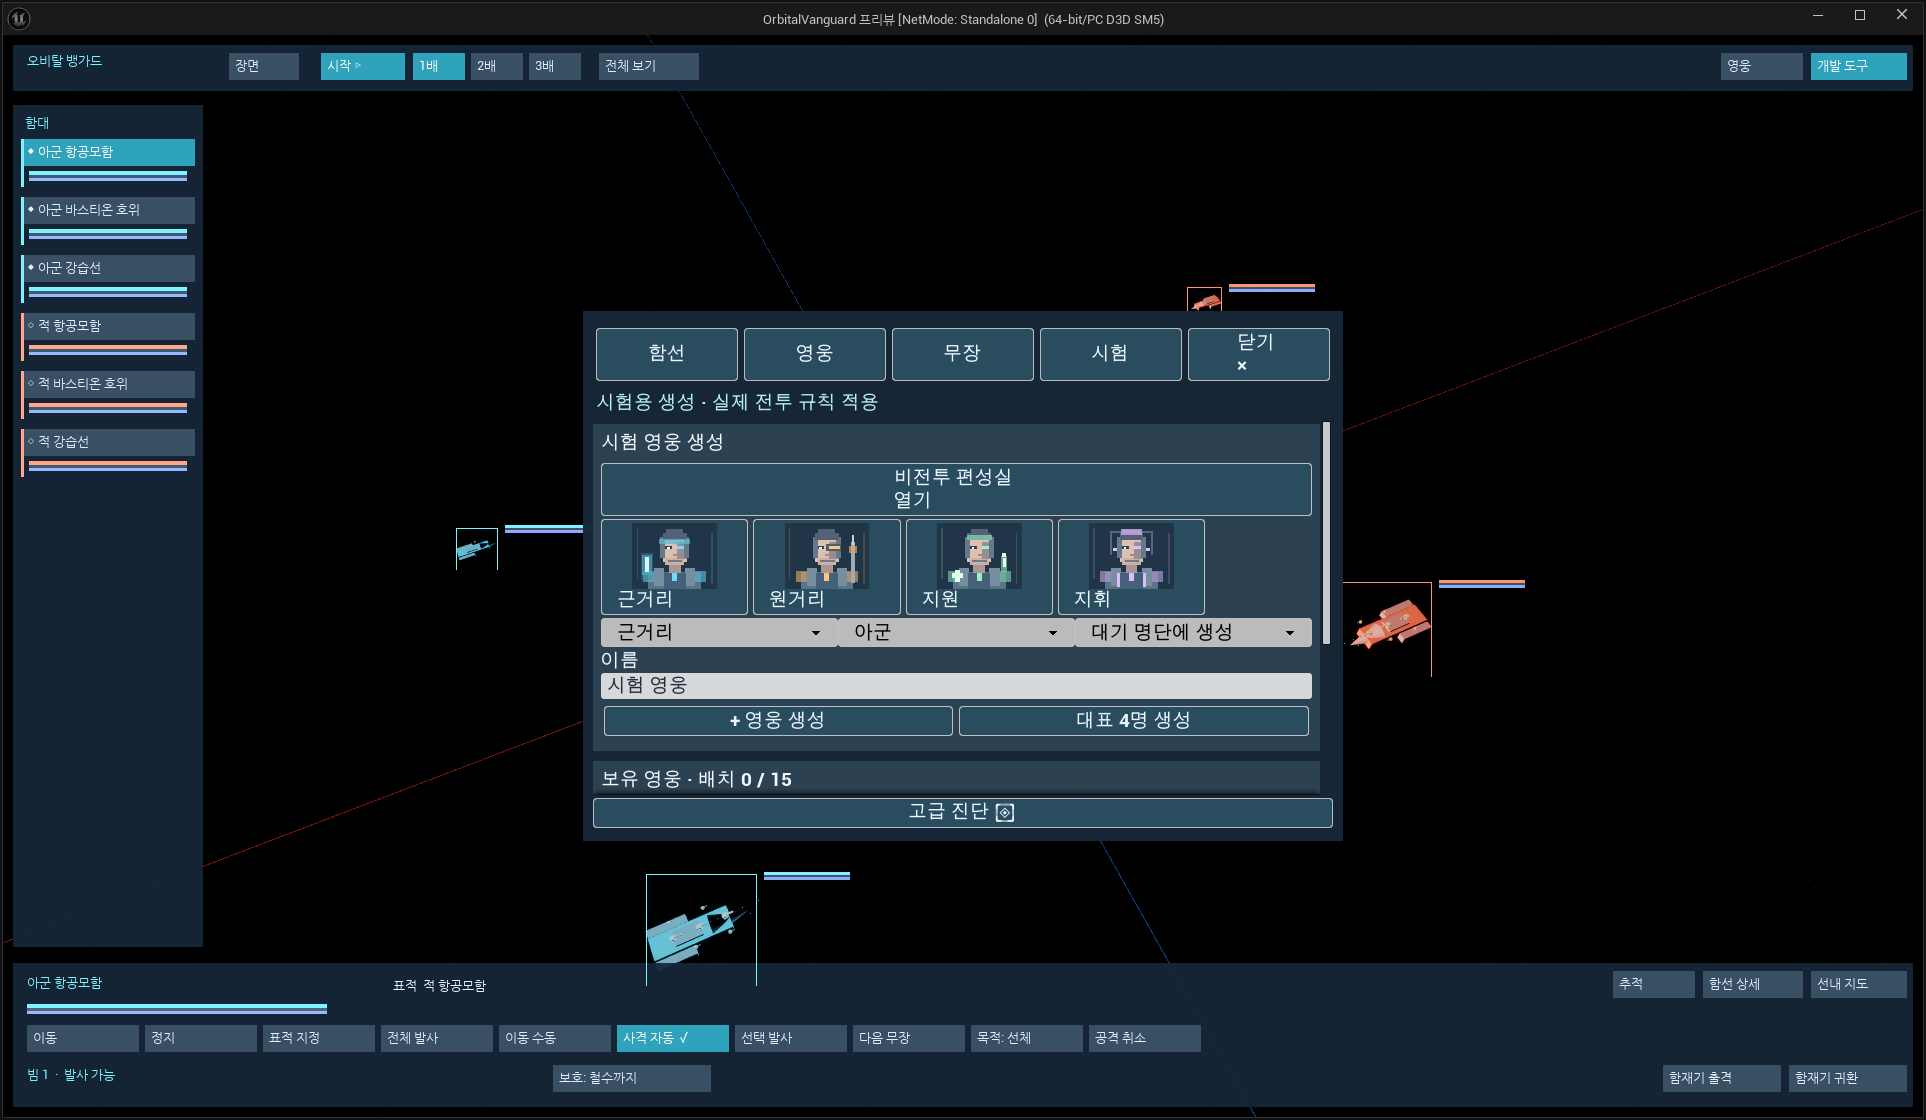 OrbitalVanguard 프리뷰 [NetMode: Standalone 0] (64-bit/PC D3D SM5)
오비탈 뱅가드
장면
시작 ▷
1배
2배
3배
전체 보기
영웅
개발 도구
함대
◆ 아군 항공모함
◆ 아군 바스티온 호위
◆ 아군 강습선
◇ 적 항공모함
◇ 적 바스티온 호위
◇ 적 강습선
함선
영웅
무장
시험
닫기
×
시험용 생성 · 실제 전투 규칙 적용
시험 영웅 생성
비전투 편성실
열기
근거리
원거리
지원
지휘
근거리
아군
대기 명단에 생성
이름
시험 영웅
+ 영웅 생성
대표 4명 생성
보유 영웅 · 배치 0 / 15
고급 진단
아군 항공모함
표적 적 항공모함
추적
함선 상세
선내 지도
이동
정지
표적 지정
전체 발사
이동 수동
사격 자동 √
선택 발사
다음 무장
목적: 선체
공격 취소
빔 1 · 발사 가능
보호: 철수까지
함재기 출격
함재기 귀환